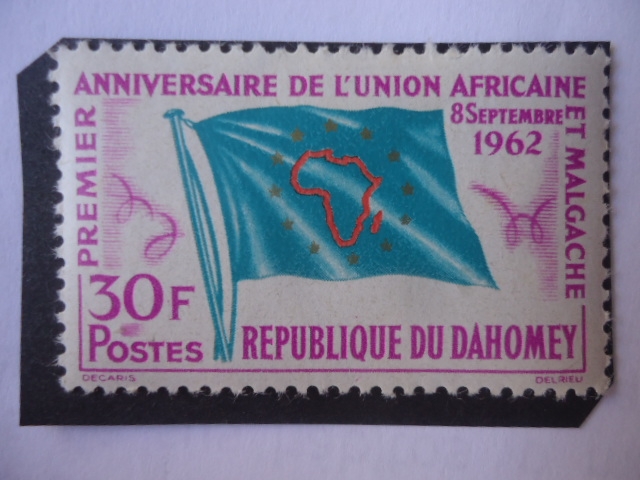 PREMIER
ANNIVERSAIRE DE L'UNION AFRICAINE
ET MALGACHE
8 SEPTEMBRE
1962
30F
POSTES
REPUBLIQUE DU DAHOMEY
DECARIS
DELRIEU